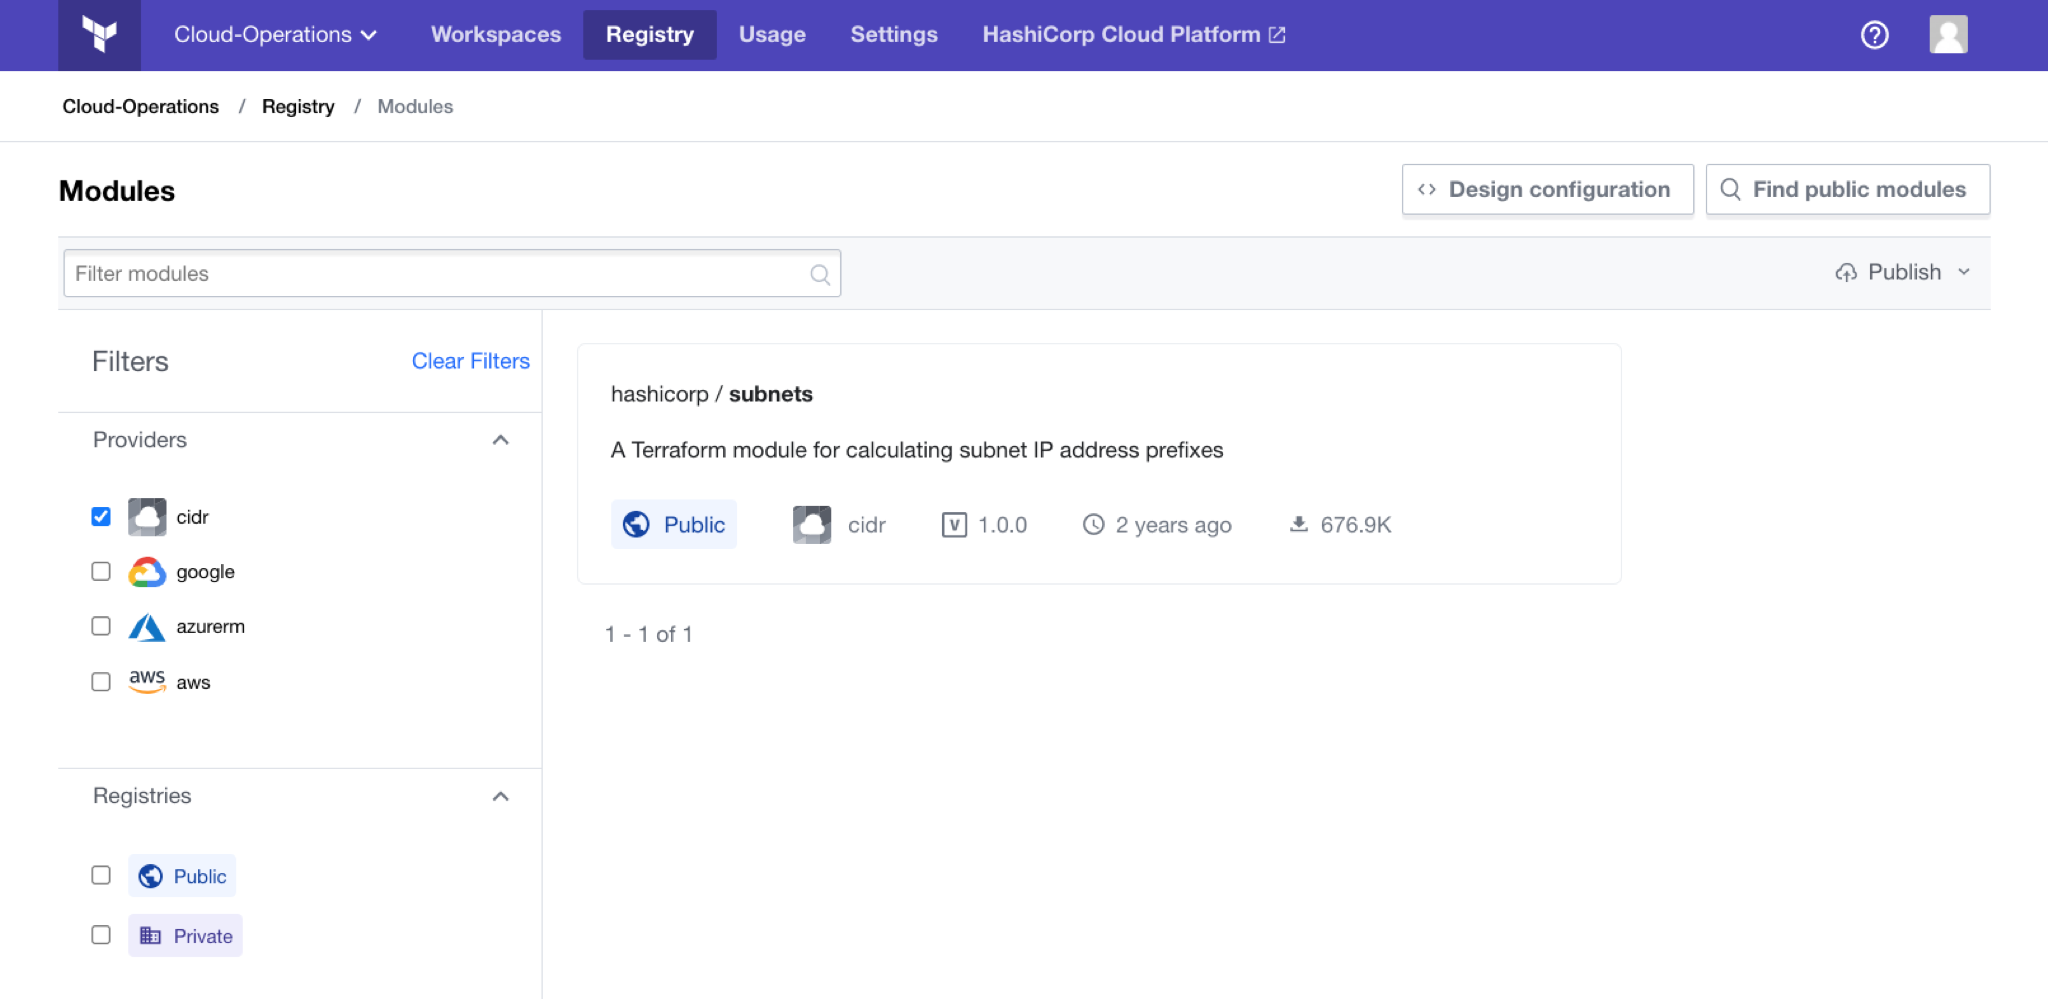 Cloud-Operations Workspaces Registry Usage Settings HashiCorp Cloud Platform
Cloud-Operations / Registry / Modules
Modules
Design configuration
Find public modules
Filter modules
Publish
Filters
Clear Filters
Providers
cidr
google
azurerm
aws aws
Registries
Public
Private
hashicorp / subnets
A Terraform module for calculating subnet IP address prefixes
Public cidr V 1.0.0 2 years ago 676.9K
1 - 1 of 1